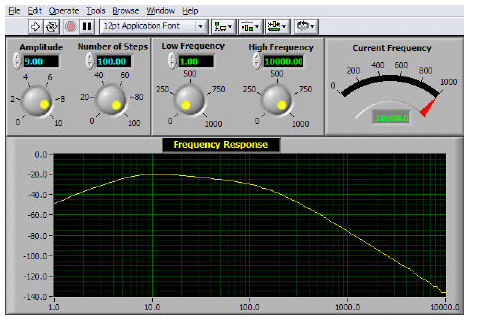 File Edit Operate Tools Browse Window Help
12pt Application Font
Amplitude Number of Steps Low Frequency High Frequency Current Frequency
9.00 100.00 1.00 10000.00
4 6 40 60 500 500
2 8 20 80 250 750 250 750
0 10 0 100 0 1000 0 1000
0 200 400 600 800 1000
Frequency Response
0.0
-20.0
-40.0
-60.0
-80.0
-100.0
-120.0
-140.0
1.0 10.0 100.0 1000.0 10000.0